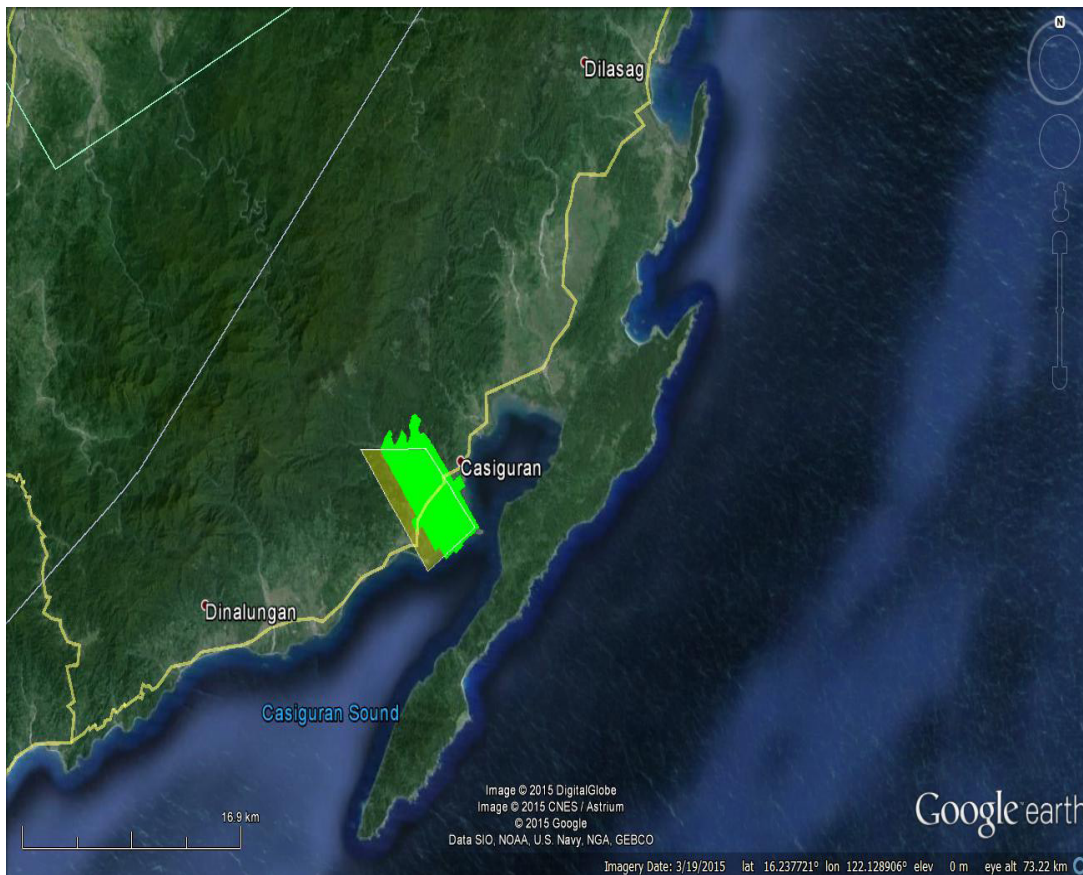 N
Dilasag
Casiguran
Dinalungan
Casiguran Sound
16.9 km
Image © 2015 DigitalGlobe
Image © 2015 CNES / Astrium
© 2015 Google
Data SIO, NOAA, U.S. Navy, NGA, GEBCO
Google earth
Imagery Date: 3/19/2015 lat 16.237721° lon 122.128906° elev 0 m eye alt 73.22 km